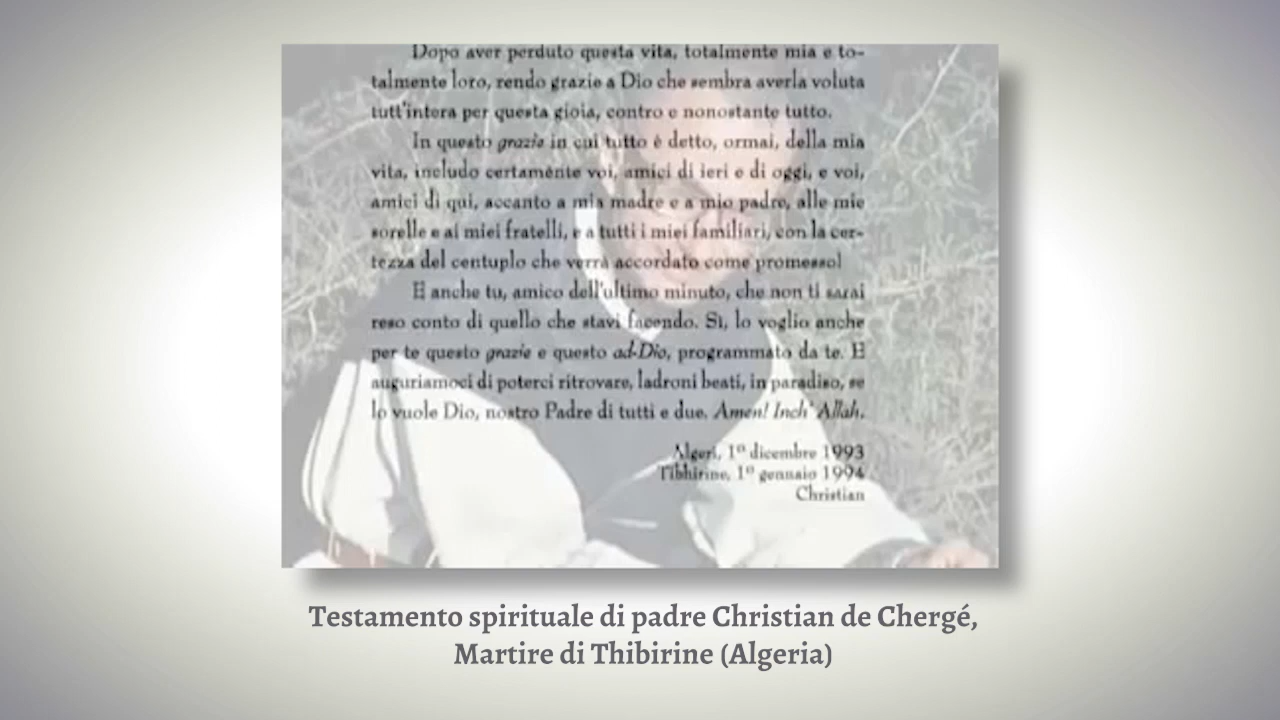 Dopo aver perduto questa vita, totalmente mia e to-
talmente loro, rendo grazie a Dio che sembra averla voluta
tutt'intera per questa gioia, contro e nonostante tutto.
In questo grazie in cui tutto è detto, ormai, della mia
vita, includo certamente voi, amici di ieri e di oggi, e voi,
amici di qui, accanto a mia madre e a mio padre, alle mie
sorelle e ai miei fratelli, e a tutti i miei familiari, con la cer-
tezza del centuplo che verrà accordato come promesso!
E anche tu, amico dell'ultimo minuto, che non ti sarai
reso conto di quello che stavi facendo. Sì, lo voglio anche
per te questo grazie e questo ad-Dio, programmato da te. E
auguriamoci di poterci ritrovare, ladroni beati, in paradiso, se
lo vuole Dio, nostro Padre di tutti e due. Amen! Inch' Allah.
Algeri, 1º dicembre 1993
Tibhirine, 1º gennaio 1994
Christian
Testamento spirituale di padre Christian de Chergé,
Martire di Thibirine (Algeria)